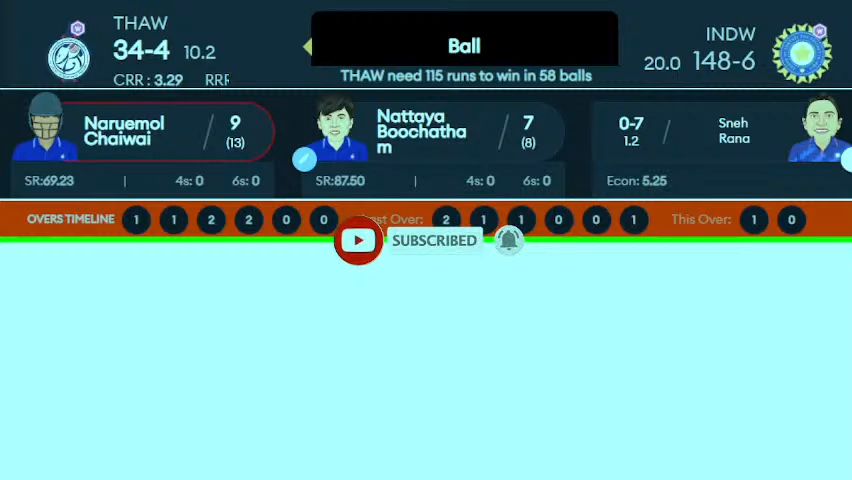 THAW
34-4 10.2
CRR : 3.29 RRR
Ball
THAW need 115 runs to win in 58 balls
INDW
20.0 148-6
W
W
Naruemol
Chaiwai
9
(13)
Nattaya
Boochatha
m
7
(8)
0-7
1.2
Sneh
Rana
SR:69.23 | 4s: 0 6s: 0
SR:87.50 | 4s: 0 6s: 0
Econ: 5.25
OVERS TIMELINE 1 1 2 2 0 0 Last Over: 2 1 1 0 0 1 This Over: 1 0
SUBSCRIBED